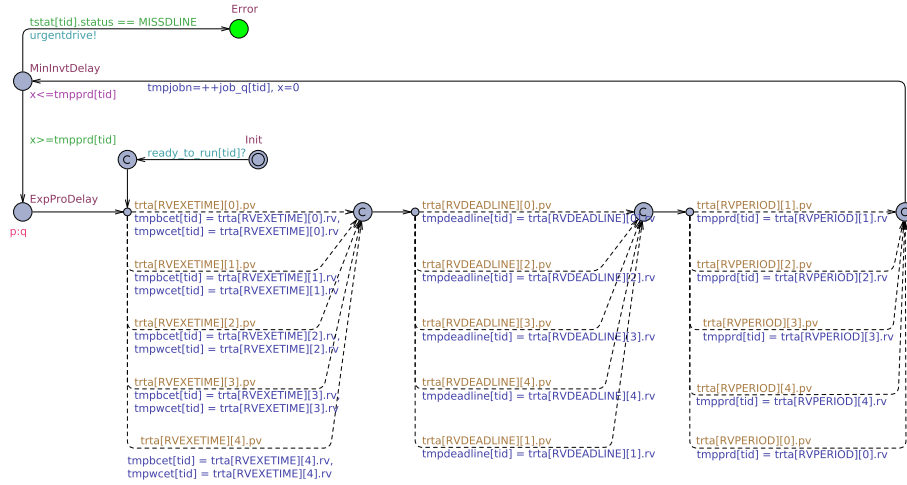 Error
tstat[tid].status == MISSDLINE
urgentdrive!
MinInvtDelay
x<=tmpprd[tid]
tmpjobn=++job_q[tid], x=0
x>=tmpprd[tid]
Init
ready_to_run[tid]?
C
ExpProDelay
p:q
trta[RVEXETIME][0].pv
tmpbcet[tid] = trta[RVEXETIME][0].rv,
tmpwcet[tid] = trta[RVEXETIME][0].rv
trta[RVEXETIME][1].pv
tmpbcet[tid] = trta[RVEXETIME][1].rv,
tmpwcet[tid] = trta[RVEXETIME][1].rv
trta[RVEXETIME][2].pv
tmpbcet[tid] = trta[RVEXETIME][2].rv,
tmpwcet[tid] = trta[RVEXETIME][2].rv
trta[RVEXETIME][3].pv
tmpbcet[tid] = trta[RVEXETIME][3].rv,
tmpwcet[tid] = trta[RVEXETIME][3].rv
trta[RVEXETIME][4].pv
tmpbcet[tid] = trta[RVEXETIME][4].rv,
tmpwcet[tid] = trta[RVEXETIME][4].rv
C
trta[RVDEADLINE][0].pv
tmpdeadline[tid] = trta[RVDEADLINE][0].rv
trta[RVDEADLINE][2].pv
tmpdeadline[tid] = trta[RVDEADLINE][2].rv
trta[RVDEADLINE][3].pv
tmpdeadline[tid] = trta[RVDEADLINE][3].rv
trta[RVDEADLINE][4].pv
tmpdeadline[tid] = trta[RVDEADLINE][4].rv
trta[RVDEADLINE][1].pv
tmpdeadline[tid] = trta[RVDEADLINE][1].rv
C
trta[RVPERIOD][1].pv
tmpprd[tid] = trta[RVPERIOD][1].rv
trta[RVPERIOD][2].pv
tmpprd[tid] = trta[RVPERIOD][2].rv
trta[RVPERIOD][3].pv
tmpprd[tid] = trta[RVPERIOD][3].rv
trta[RVPERIOD][4].pv
tmpprd[tid] = trta[RVPERIOD][4].rv
trta[RVPERIOD][0].pv
tmpprd[tid] = trta[RVPERIOD][0].rv
C